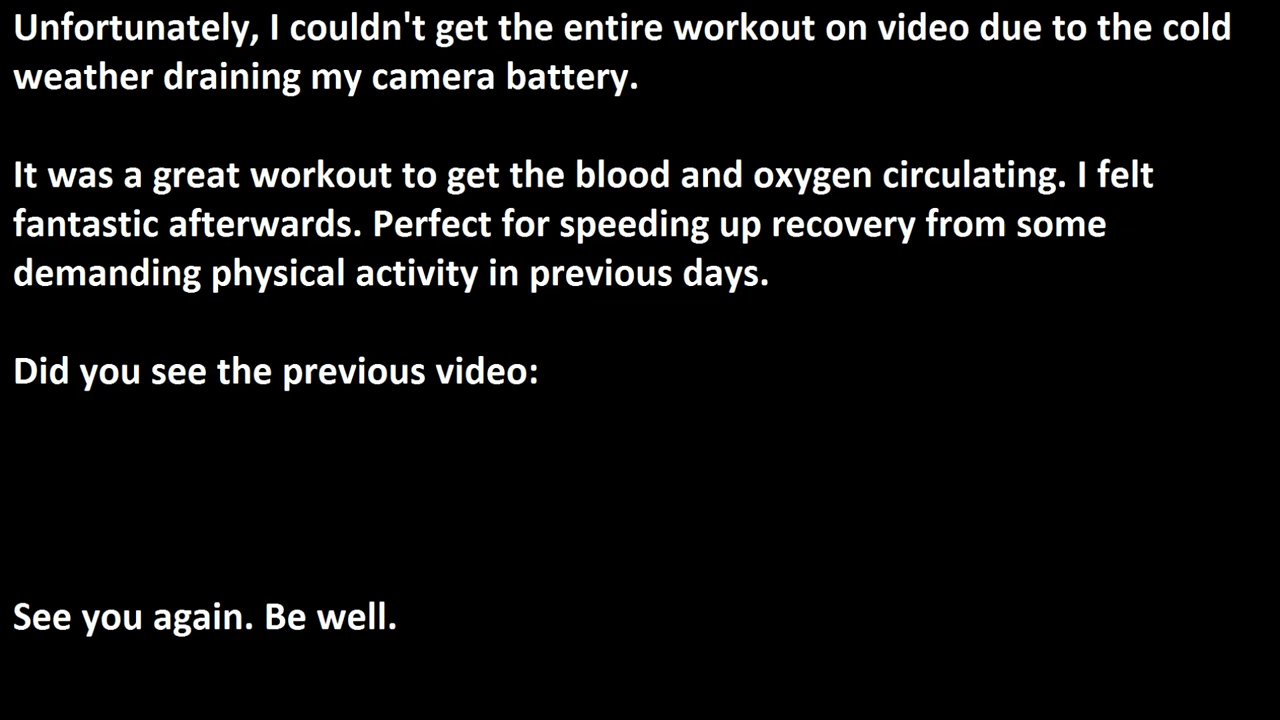 Unfortunately, I couldn't get the entire workout on video due to the cold
weather draining my camera battery.
It was a great workout to get the blood and oxygen circulating. I felt
fantastic afterwards. Perfect for speeding up recovery from some
demanding physical activity in previous days.
Did you see the previous video:
See you again. Be well.